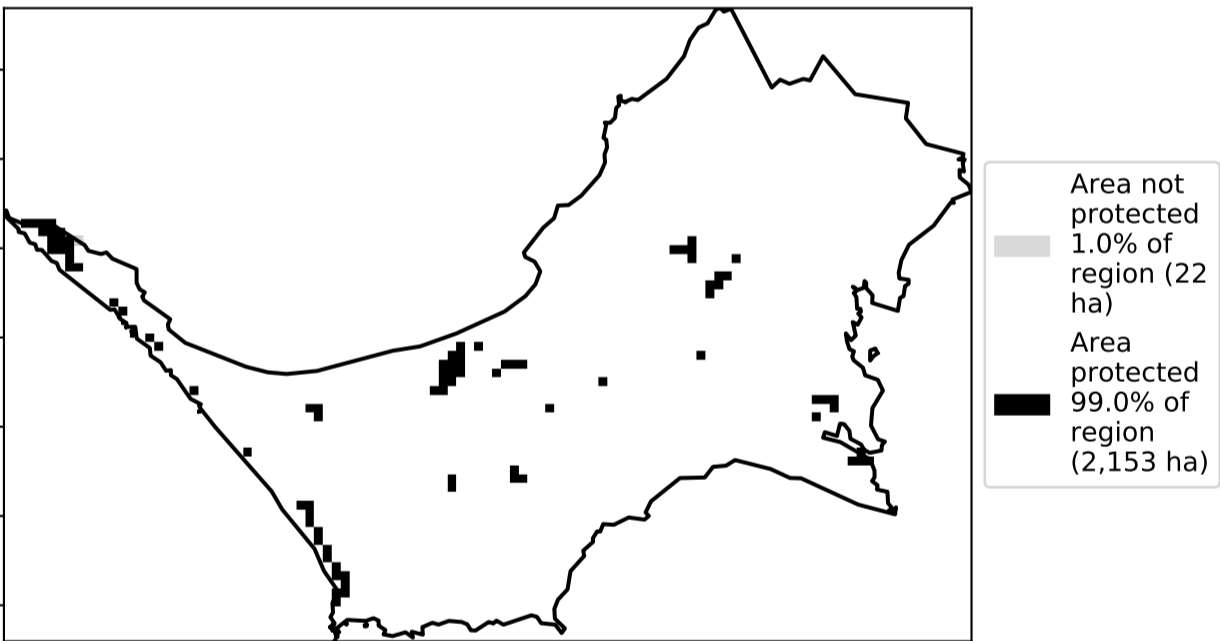 Area not
protected
1.0% of
region (22
ha)
Area
protected
99.0% of
region
(2,153 ha)